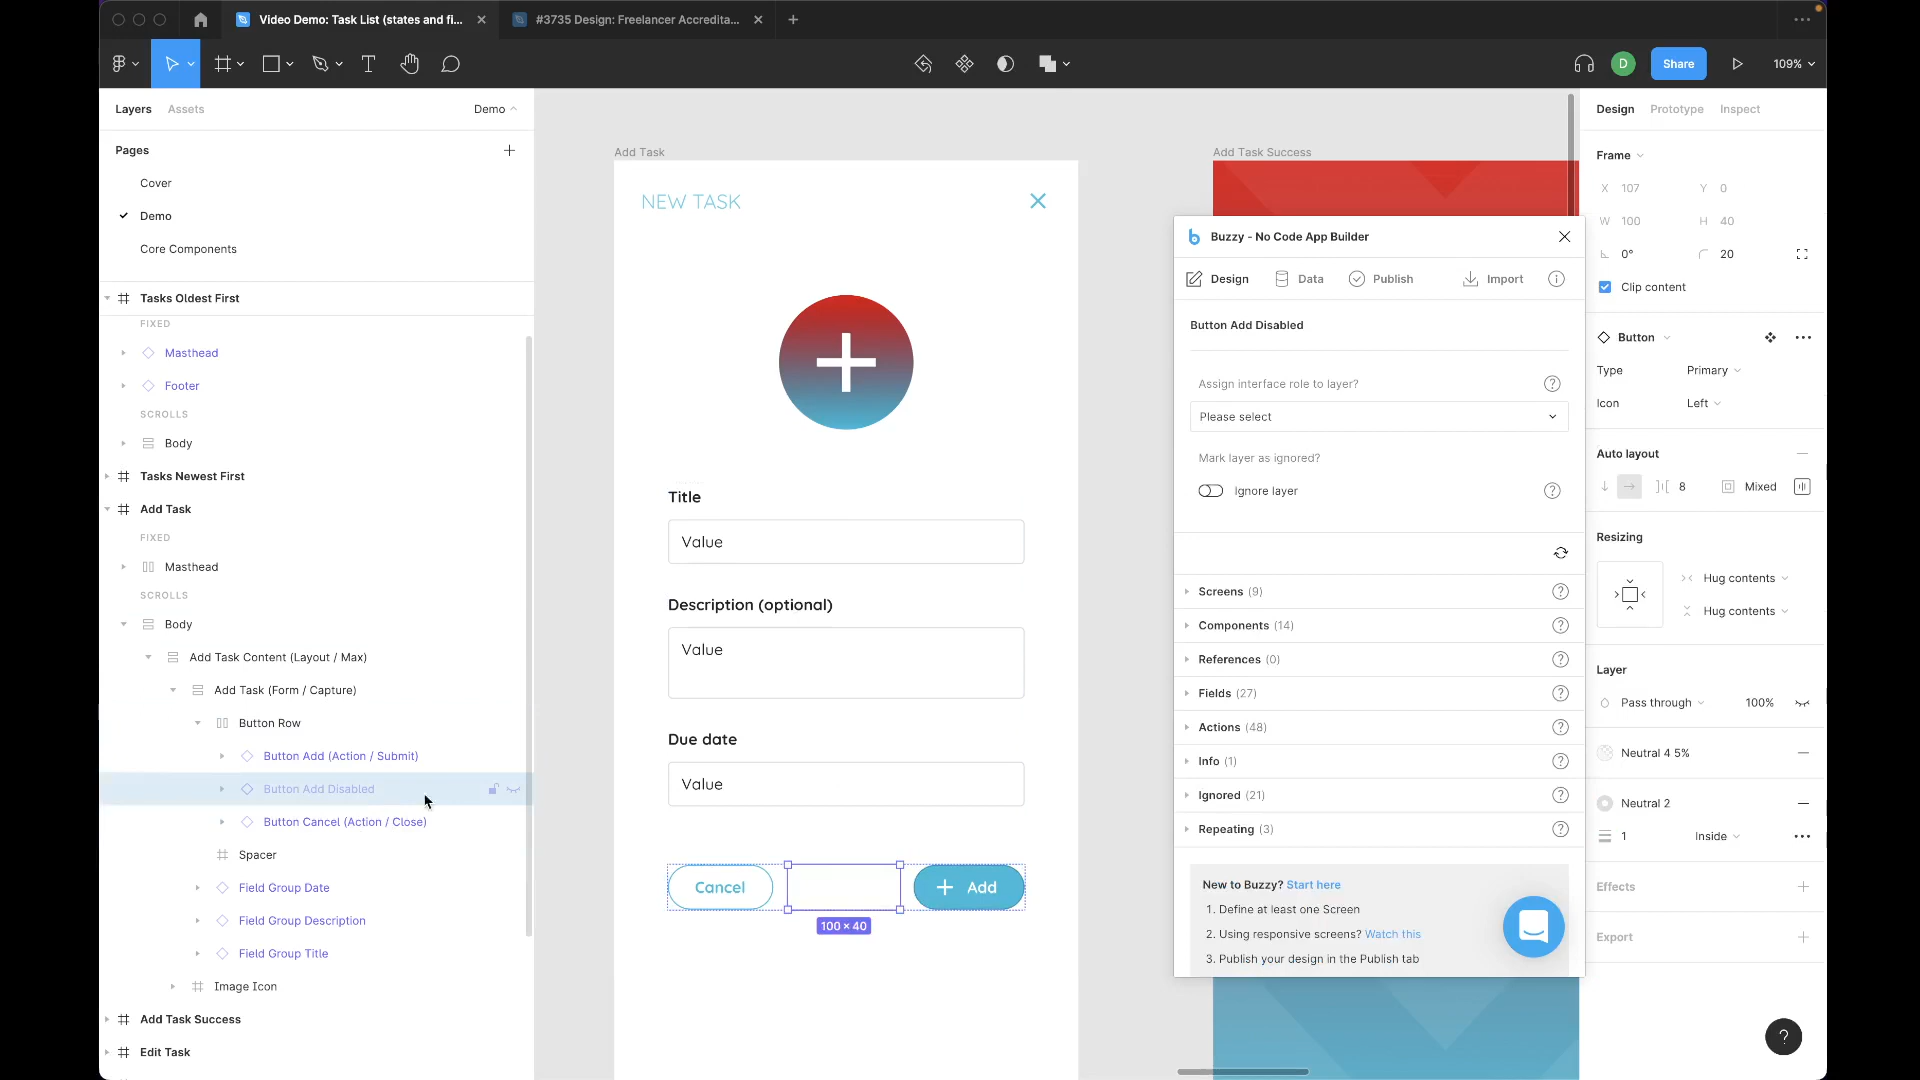 Video Demo: Task List (states and fi...
#3735 Design: Freelancer Accredita...
D
Share
109%
Layers
Assets
Demo
Pages
Cover
Demo
Core Components
Tasks Oldest First
FIXED
Masthead
Footer
SCROLLS
Body
Tasks Newest First
Add Task
FIXED
Masthead
SCROLLS
Body
Add Task Content (Layout / Max)
Add Task (Form / Capture)
Button Row
Button Add (Action / Submit)
Button Add Disabled
Button Cancel (Action / Close)
Spacer
Field Group Date
Field Group Description
Field Group Title
Image Icon
Add Task Success
Edit Task
Add Task
NEW TASK
Title
Value
Description (optional)
Value
Due date
Value
Cancel
Add
100 × 40
Add Task Success
Buzzy - No Code App Builder
Design
Data
Publish
Import
Button Add Disabled
Assign interface role to layer?
Please select
Mark layer as ignored?
Ignore layer
Screens (9)
Components (14)
References (0)
Fields (27)
Actions (48)
Info (1)
Ignored (21)
Repeating (3)
New to Buzzy? Start here
1. Define at least one Screen
2. Using responsive screens? Watch this
3. Publish your design in the Publish tab
Design
Prototype
Inspect
Frame
X 107
Y 0
W 100
H 40
0°
20
Clip content
Button
Type
Primary
Icon
Left
Auto layout
8
Mixed
Resizing
Hug contents
Hug contents
Layer
Pass through
100%
Neutral 4 5%
Neutral 2
1
Inside
Effects
Export
?